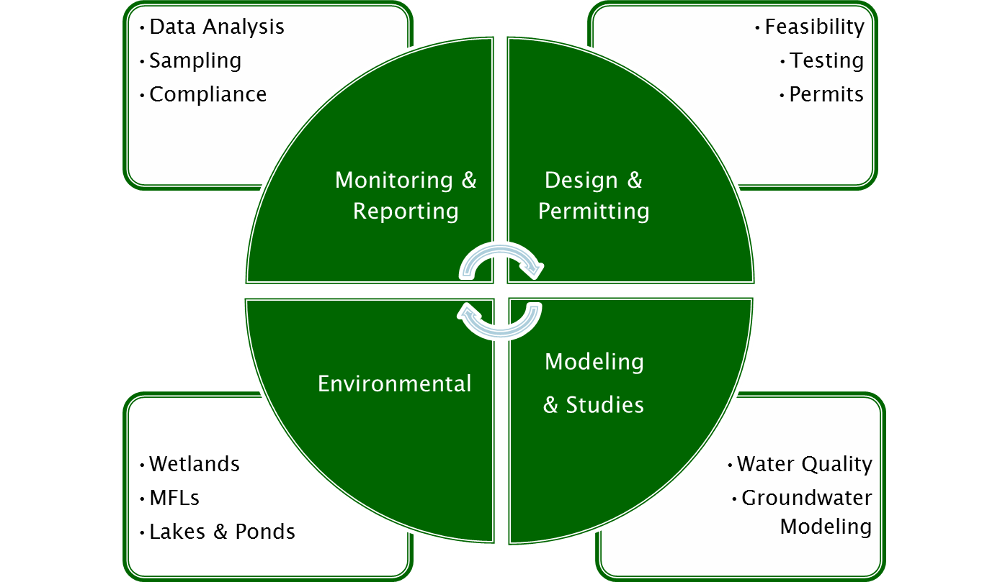 • Data Analysis
• Sampling
• Compliance
• Feasibility
• Testing
• Permits
Monitoring &
Reporting
Design &
Permitting
Environmental
Modeling
& Studies
• Wetlands
• MFLs
• Lakes & Ponds
• Water Quality
• Groundwater
Modeling